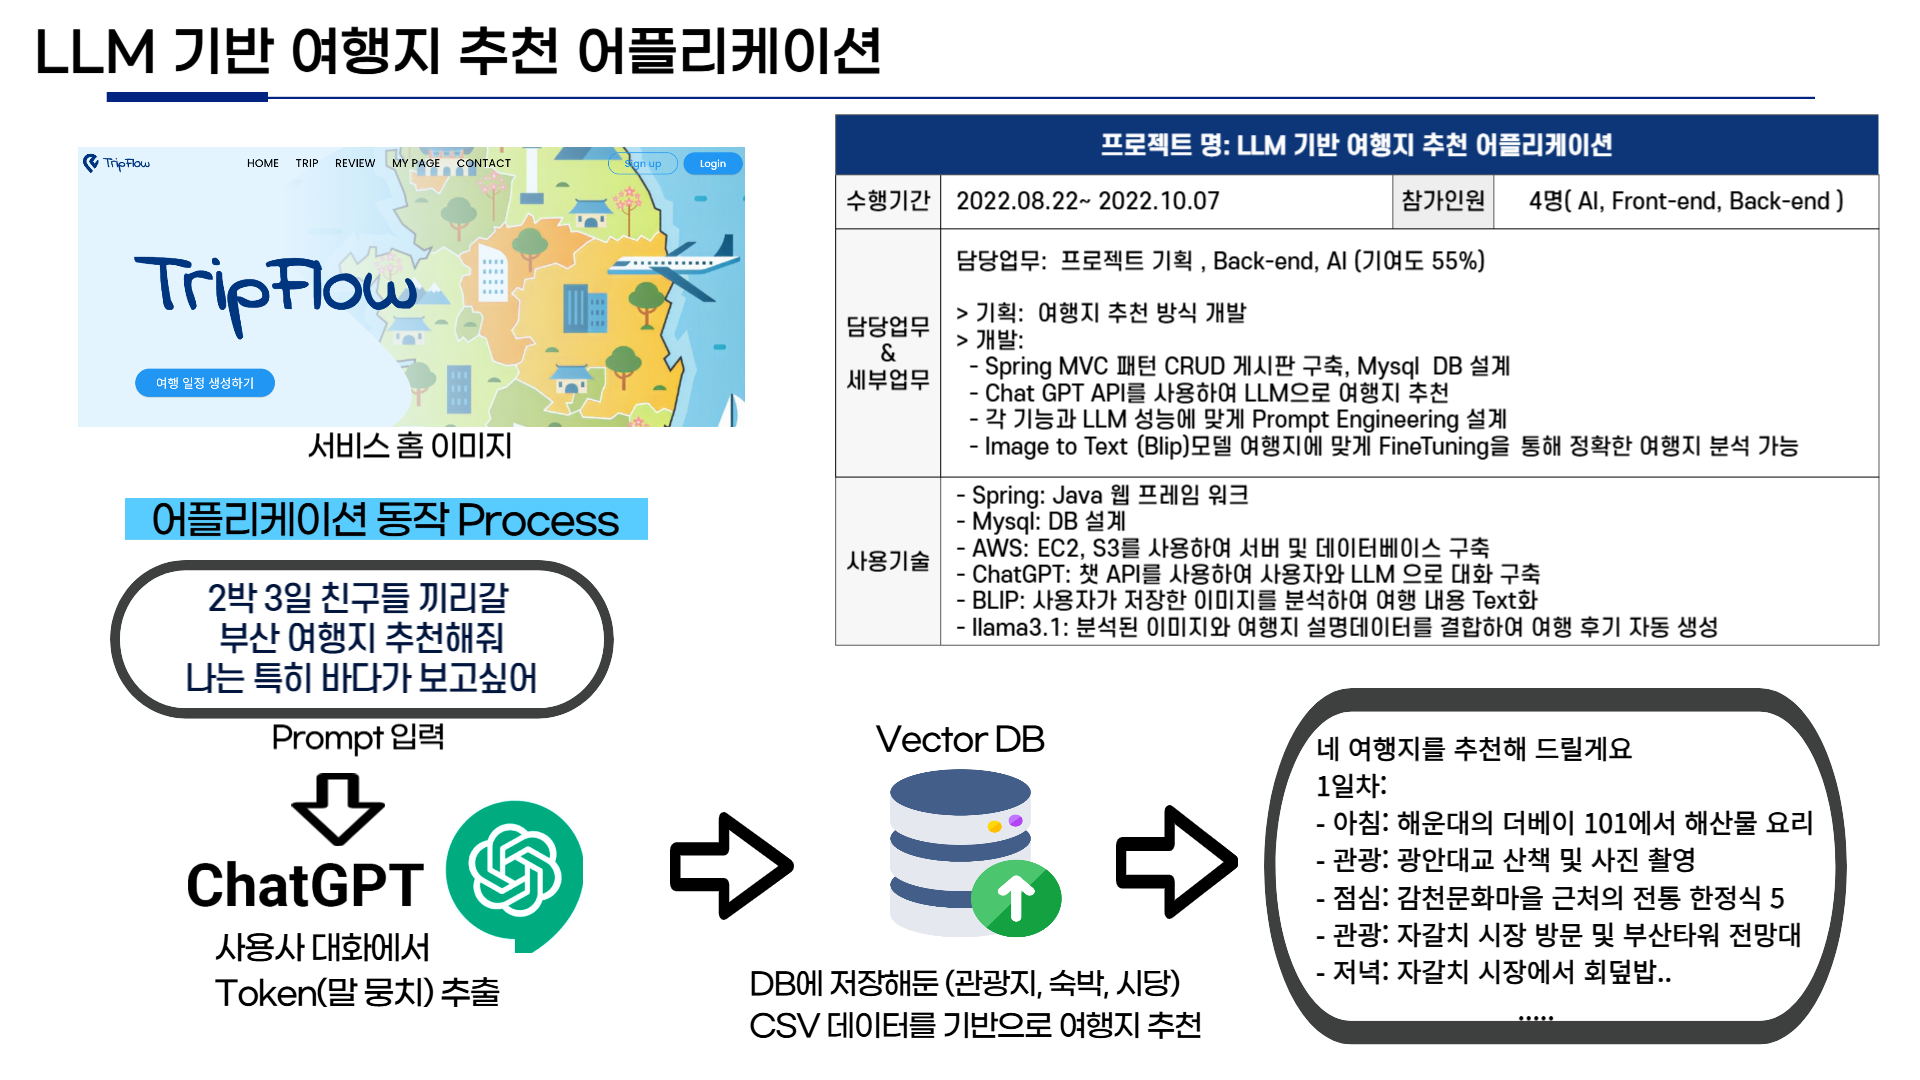 LLM 기반 여행지 추천 어플리케이션
TripFlow HOME TRIP REVIEW MY PAGE CONTACT Sign up Login
TripFlow
여행 일정 생성하기
서비스 홈 이미지
프로젝트 명: LLM 기반 여행지 추천 어플리케이션
수행기간 2022.08.22~ 2022.10.07 참가인원 4명( AI, Front-end, Back-end )
담당업무
&
세부업무
담당업무: 프로젝트 기획 , Back-end, AI (기여도 55%)
> 기획: 여행지 추천 방식 개발
> 개발:
- Spring MVC 패턴 CRUD 게시판 구축, Mysql DB 설계
- Chat GPT API를 사용하여 LLM으로 여행지 추천
- 각 기능과 LLM 성능에 맞게 Prompt Engineering 설계
- Image to Text (Blip)모델 여행지에 맞게 FineTuning을 통해 정확한 여행지 분석 가능
사용기술
- Spring: Java 웹 프레임 워크
- Mysql: DB 설계
- AWS: EC2, S3를 사용하여 서버 및 데이터베이스 구축
- ChatGPT: 챗 API를 사용하여 사용자와 LLM 으로 대화 구축
- BLIP: 사용자가 저장한 이미지를 분석하여 여행 내용 Text화
- llama3.1: 분석된 이미지와 여행지 설명데이터를 결합하여 여행 후기 자동 생성
어플리케이션 동작 Process
2박 3일 친구들 끼리갈
부산 여행지 추천해줘
나는 특히 바다가 보고싶어
Prompt 입력
ChatGPT
사용사 대화에서
Token(말 뭉치) 추출
Vector DB
DB에 저장해둔 (관광지, 숙박, 시당)
CSV 데이터를 기반으로 여행지 추천
네 여행지를 추천해 드릴게요
1일차:
- 아침: 해운대의 더베이 101에서 해산물 요리
- 관광: 광안대교 산책 및 사진 촬영
- 점심: 감천문화마을 근처의 전통 한정식 5
- 관광: 자갈치 시장 방문 및 부산타워 전망대
- 저녁: 자갈치 시장에서 회덮밥..
.....